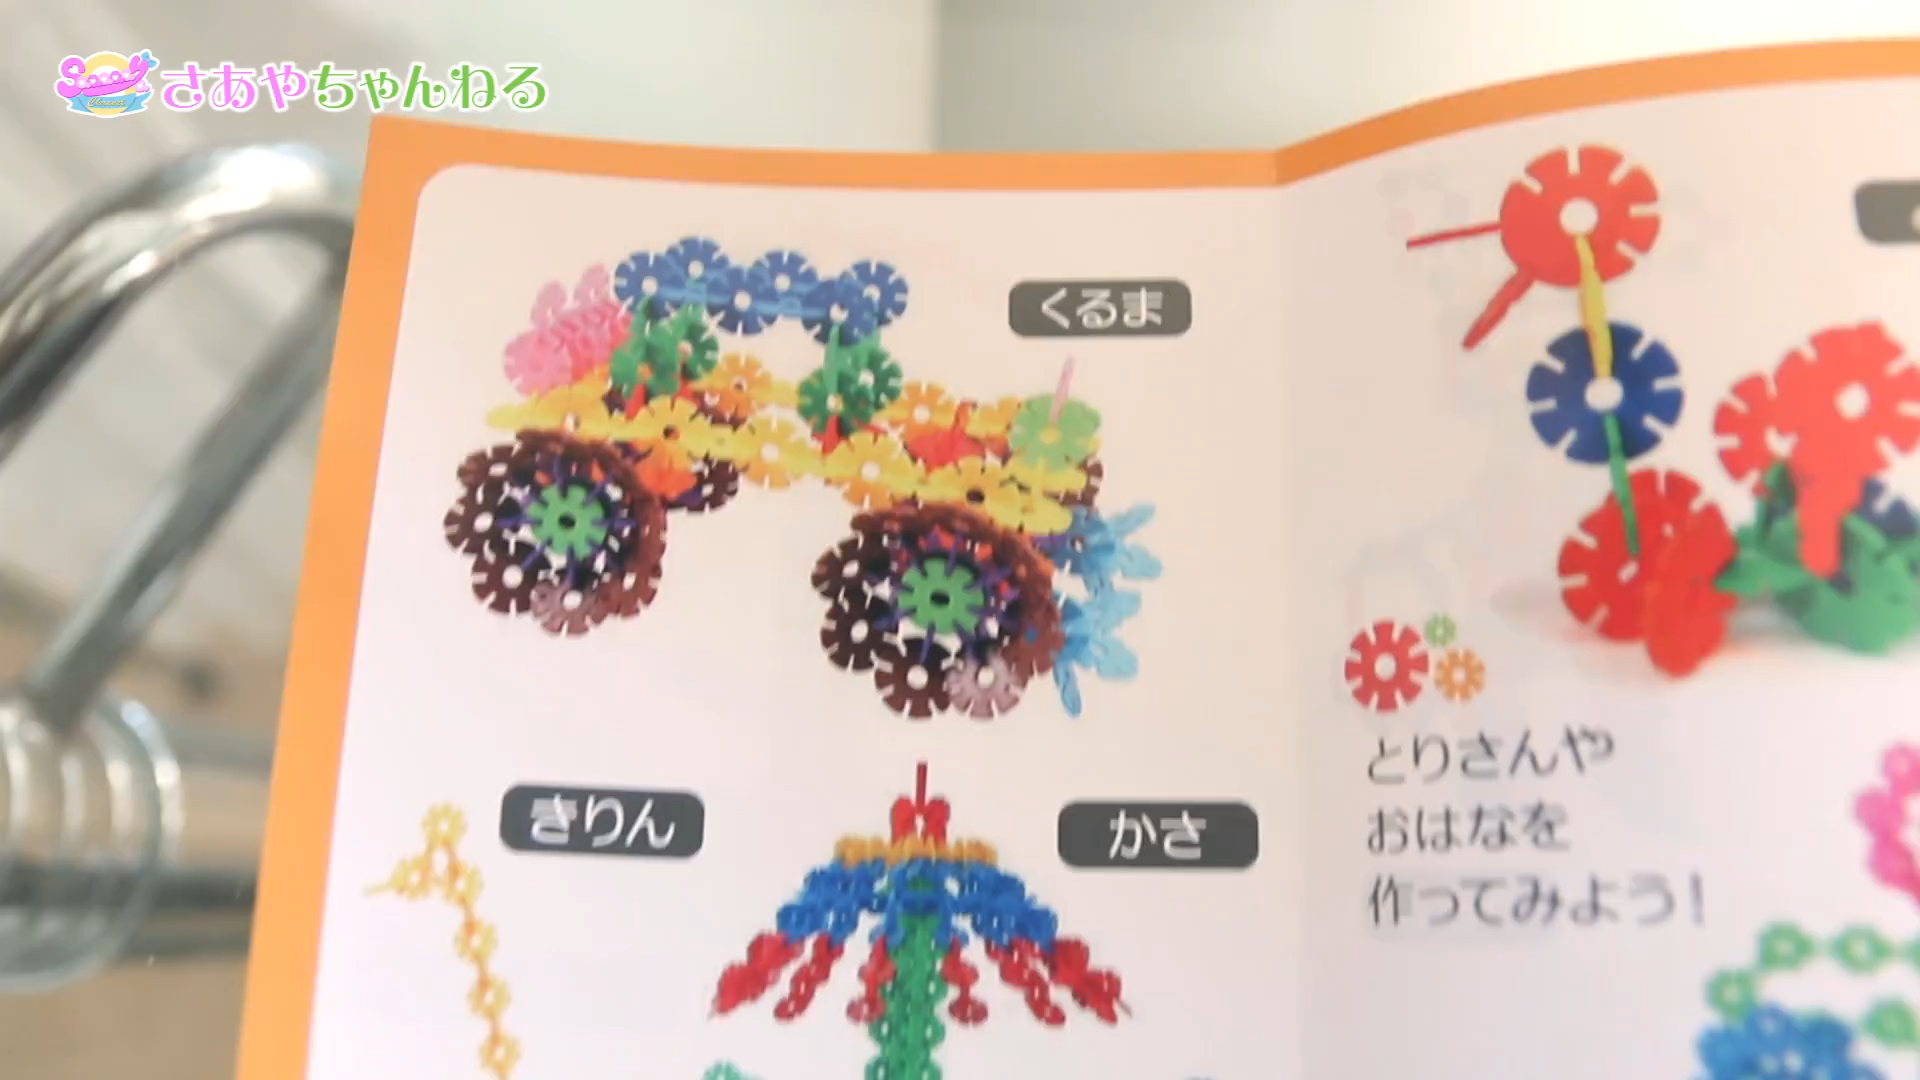 さあやちゃんねる
くるま
きりん
かさ
とりさんや
おはなを
作ってみよう!